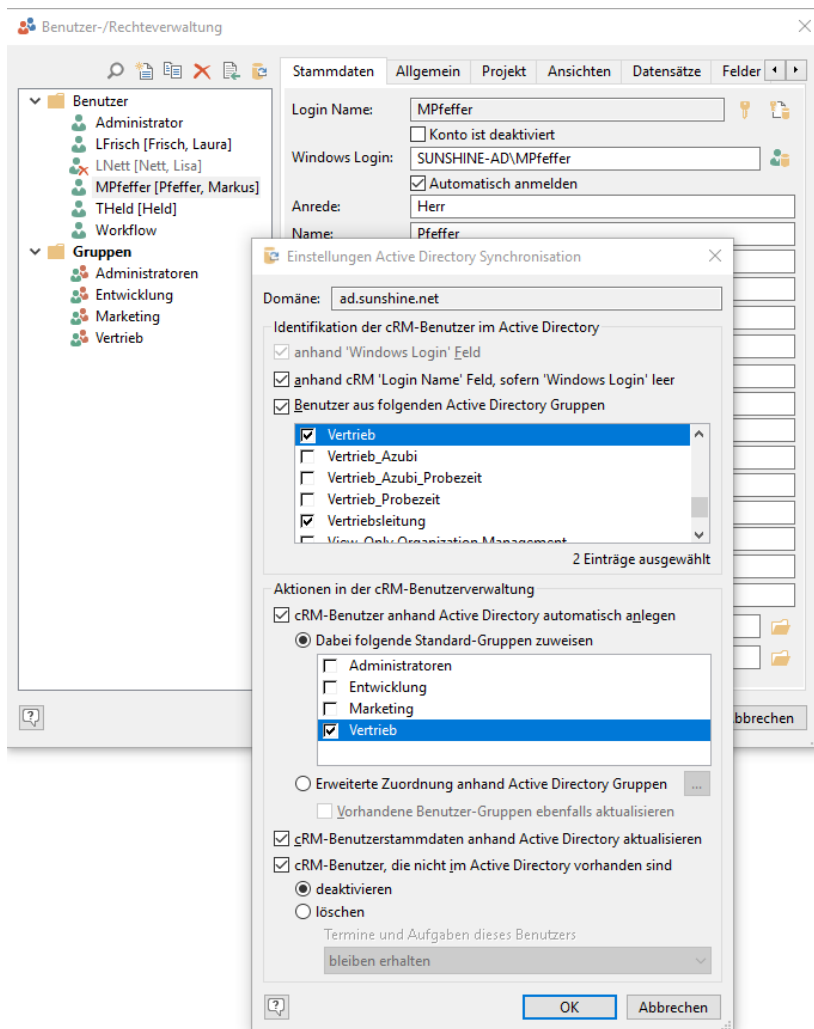 Benutzer-/Rechteverwaltung
Stammdaten Allgemein Projekt Ansichten Datensätze Felder
Benutzer
Administrator
LFrisch [Frisch, Laura]
LNett [Nett, Lisa]
MPfeffer [Pfeffer, Markus]
THeld [Held]
Workflow
Gruppen
Administratoren
Entwicklung
Marketing
Vertrieb
Login Name: MPfeffer
Konto ist deaktiviert
Windows Login: SUNSHINE-AD\MPfeffer
Automatisch anmelden
Anrede: Herr
Name: Pfeffer
Abbrechen
Einstellungen Active Directory Synchronisation
Domäne: ad.sunshine.net
Identifikation der cRM-Benutzer im Active Directory
anhand 'Windows Login' Feld
anhand cRM 'Login Name' Feld, sofern 'Windows Login' leer
Benutzer aus folgenden Active Directory Gruppen
Vertrieb
Vertrieb_Azubi
Vertrieb_Azubi_Probezeit
Vertrieb_Probezeit
Vertriebsleitung
View-Only Organization Management
2 Einträge ausgewählt
Aktionen in der cRM-Benutzerverwaltung
cRM-Benutzer anhand Active Directory automatisch anlegen
Dabei folgende Standard-Gruppen zuweisen
Administratoren
Entwicklung
Marketing
Vertrieb
Erweiterte Zuordnung anhand Active Directory Gruppen ...
Vorhandene Benutzer-Gruppen ebenfalls aktualisieren
cRM-Benutzerstammdaten anhand Active Directory aktualisieren
cRM-Benutzer, die nicht im Active Directory vorhanden sind
deaktivieren
löschen
Termine und Aufgaben dieses Benutzers
bleiben erhalten
OK Abbrechen